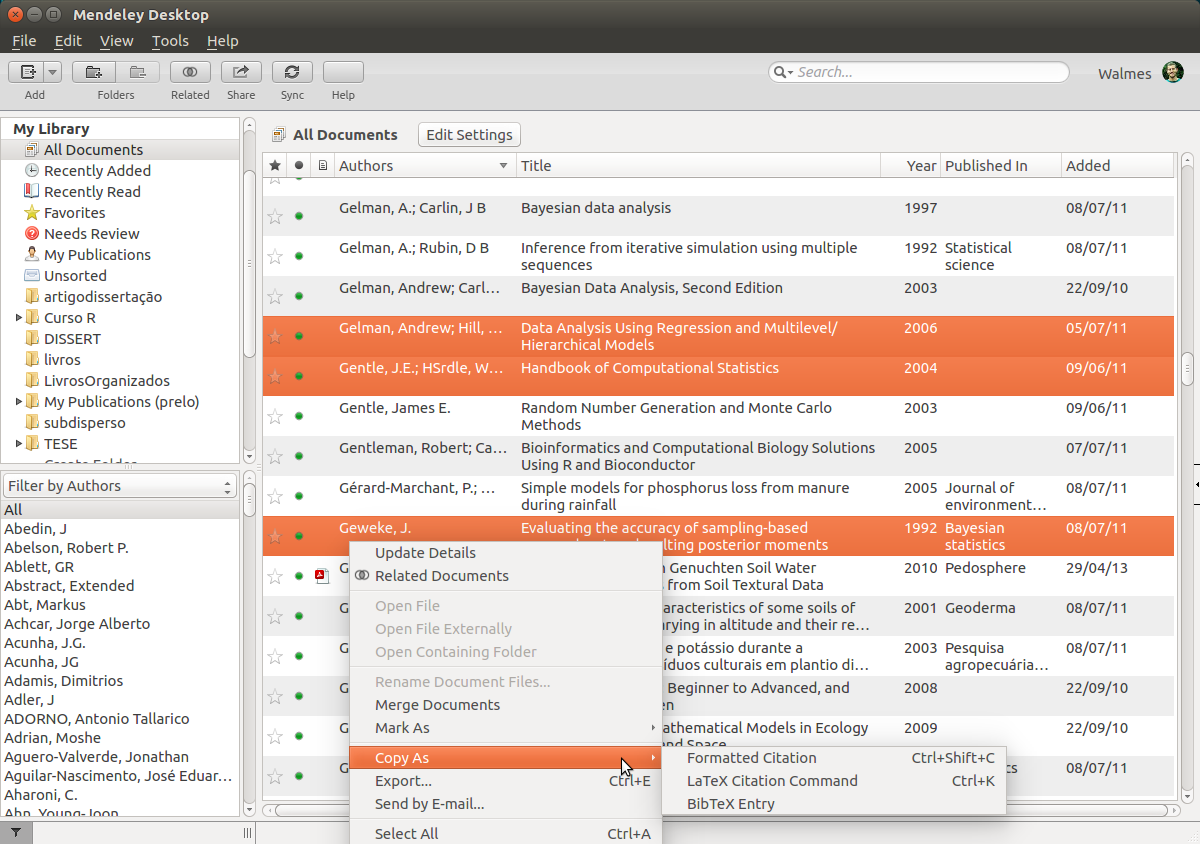 Mendeley Desktop
File Edit View Tools Help
Search... Walmes
Add Folders Related Share Sync Help
My Library
All Documents
Recently Added
Recently Read
Favorites
Needs Review
My Publications
Unsorted
artigodissertação
Curso R
DISSERT
livros
LivrosOrganizados
My Publications (prelo)
subdisperso
TESE
Create Folder
Filter by Authors
All
Abedin, J
Abelson, Robert P.
Ablett, GR
Abstract, Extended
Abt, Markus
Achcar, Jorge Alberto
Acunha, J.G.
Acunha, JG
Adamis, Dimitrios
Adler, J
ADORNO, Antonio Tallarico
Adrian, Moshe
Aguero-Valverde, Jonathan
Aguilar-Nascimento, José Eduar...
Aharoni, C.
Ahn, Young-Joon
All Documents Edit Settings
Authors Title Year Published In Added
Gelman, A.; Carlin, J B Bayesian data analysis 1997 08/07/11
Gelman, A.; Rubin, D B Inference from iterative simulation using multiple 1992 Statistical 08/07/11
sequences science
Gelman, Andrew; Carl... Bayesian Data Analysis, Second Edition 2003 22/09/10
Gelman, Andrew; Hill, ... Data Analysis Using Regression and Multilevel/ 2006 05/07/11
Hierarchical Models
Gentle, J.E.; HSrdle, W... Handbook of Computational Statistics 2004 09/06/11
Gentle, James E. Random Number Generation and Monte Carlo 2003 09/06/11
Methods
Gentleman, Robert; Ca... Bioinformatics and Computational Biology Solutions 2005 07/07/11
Using R and Bioconductor
Gérard-Marchant, P.; ... Simple models for phosphorus loss from manure 2005 Journal of 08/07/11
during rainfall environment...
Geweke, J. Evaluating the accuracy of sampling-based 1992 Bayesian 08/07/11
posterior moments statistics
G Genuchten Soil Water 2010 Pedosphere 29/04/13
from Soil Textural Data
G of some soils of 2001 Geoderma 08/07/11
in altitude and their re...
G e potássio durante a 2003 Pesquisa 08/07/11
culturais em plantio di... agropecuária...
G Beginner to Advanced, and 2008 22/09/10
G Models in Ecology 2009 22/09/10
and Space
G 08/07/11
Update Details
Related Documents
Open File
Open File Externally
Open Containing Folder
Rename Document Files...
Merge Documents
Mark As
Copy As
Export... Ctrl+E
Send by E-mail...
Select All Ctrl+A
Formatted Citation Ctrl+Shift+C
LaTeX Citation Command Ctrl+K
BibTeX Entry